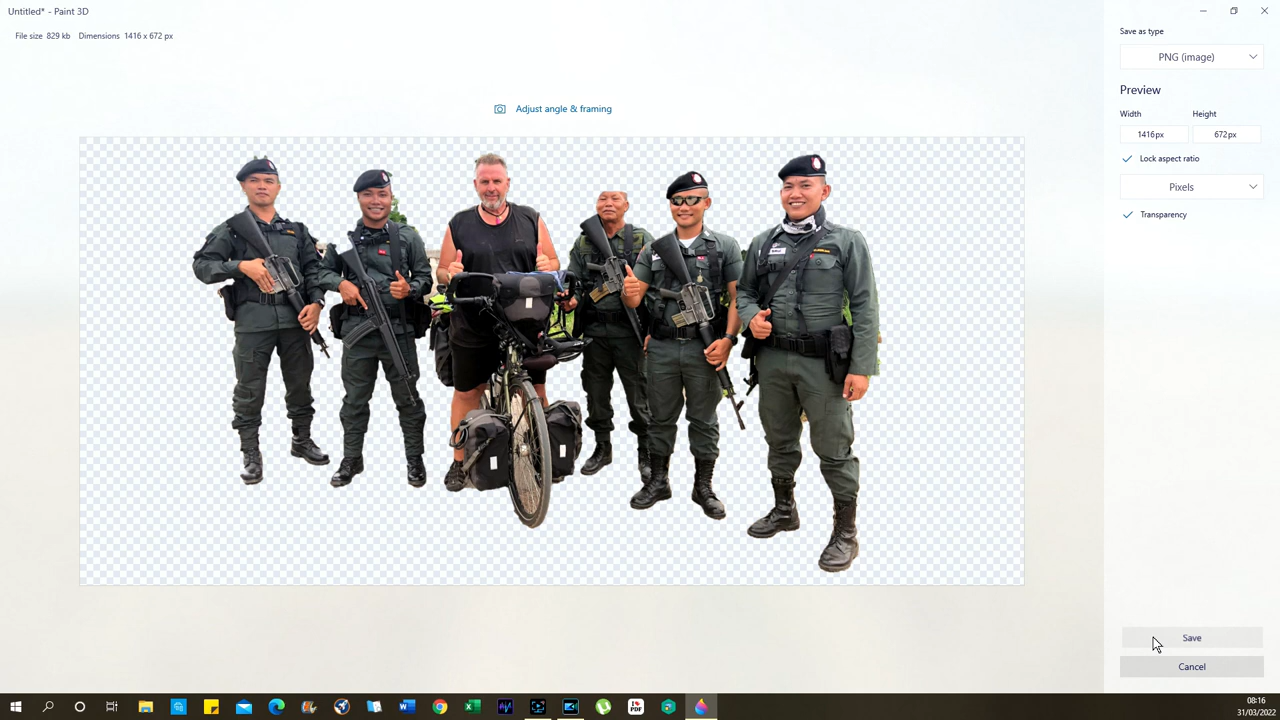 Untitled* - Paint 3D
File size 829 kb Dimensions 1416 x 672 px
Adjust angle & framing
Save as type
PNG (image)
Preview
Width Height
1416px 672px
Lock aspect ratio
Pixels
Transparency
Save
Cancel
I PDF
08:16
31/03/2022